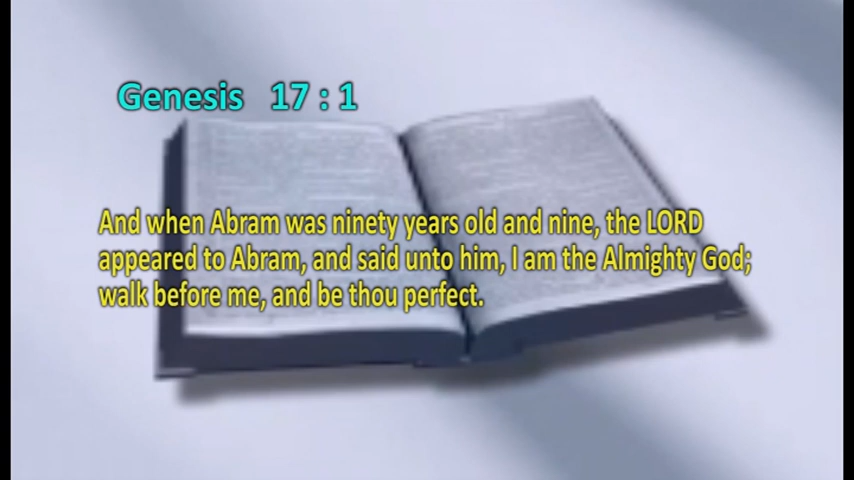 Genesis 17 : 1
And when Abram was ninety years old and nine, the LORD
appeared to Abram, and said unto him, I am the Almighty God;
walk before me, and be thou perfect.